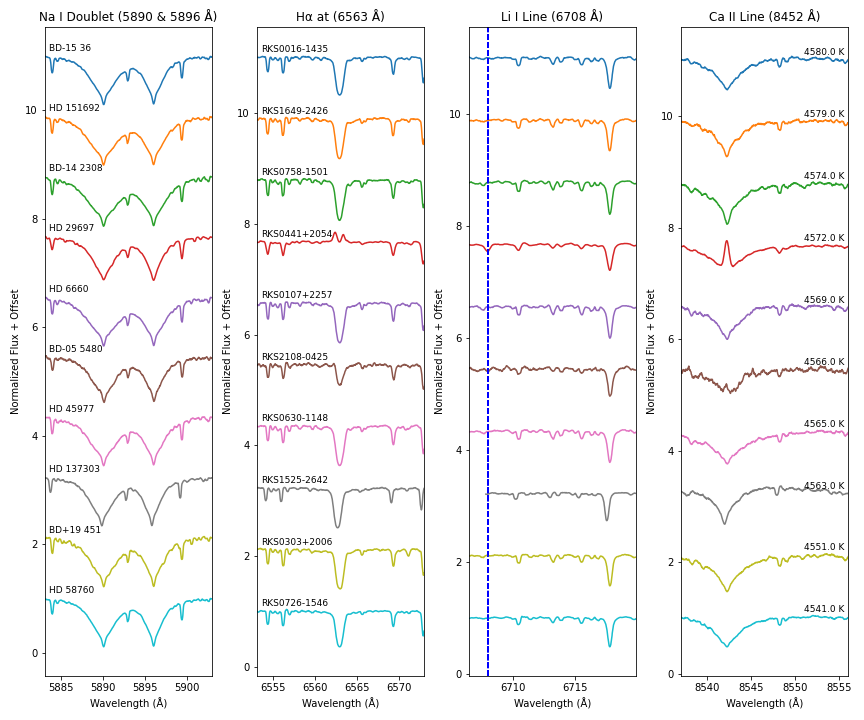 Na I Doublet (5890 & 5896 Å)
Hα at (6563 Å)
Li I Line (6708 Å)
Ca II Line (8452 Å)
BD-15 36
RKS0016-1435
4580.0 K
HD 151692
RKS1649-2426
4579.0 K
BD-14 2308
RKS0758-1501
4574.0 K
HD 29697
RKS0441+2054
4572.0 K
HD 6660
RKS0107+2257
4569.0 K
BD-05 5480
RKS2108-0425
4566.0 K
HD 45977
RKS0630-1148
4565.0 K
HD 137303
RKS1525-2642
4563.0 K
BD+19 451
RKS0303+2006
4551.0 K
HD 58760
RKS0726-1546
4541.0 K
Normalized Flux + Offset
10
8
6
4
2
0
Normalized Flux + Offset
10
8
6
4
2
0
Normalized Flux + Offset
10
8
6
4
2
0
Normalized Flux + Offset
10
8
6
4
2
0
5885 5890 5895 5900
6555 6560 6565 6570
6710 6715
8540 8545 8550 8555
Wavelength (Å)
Wavelength (Å)
Wavelength (Å)
Wavelength (Å)